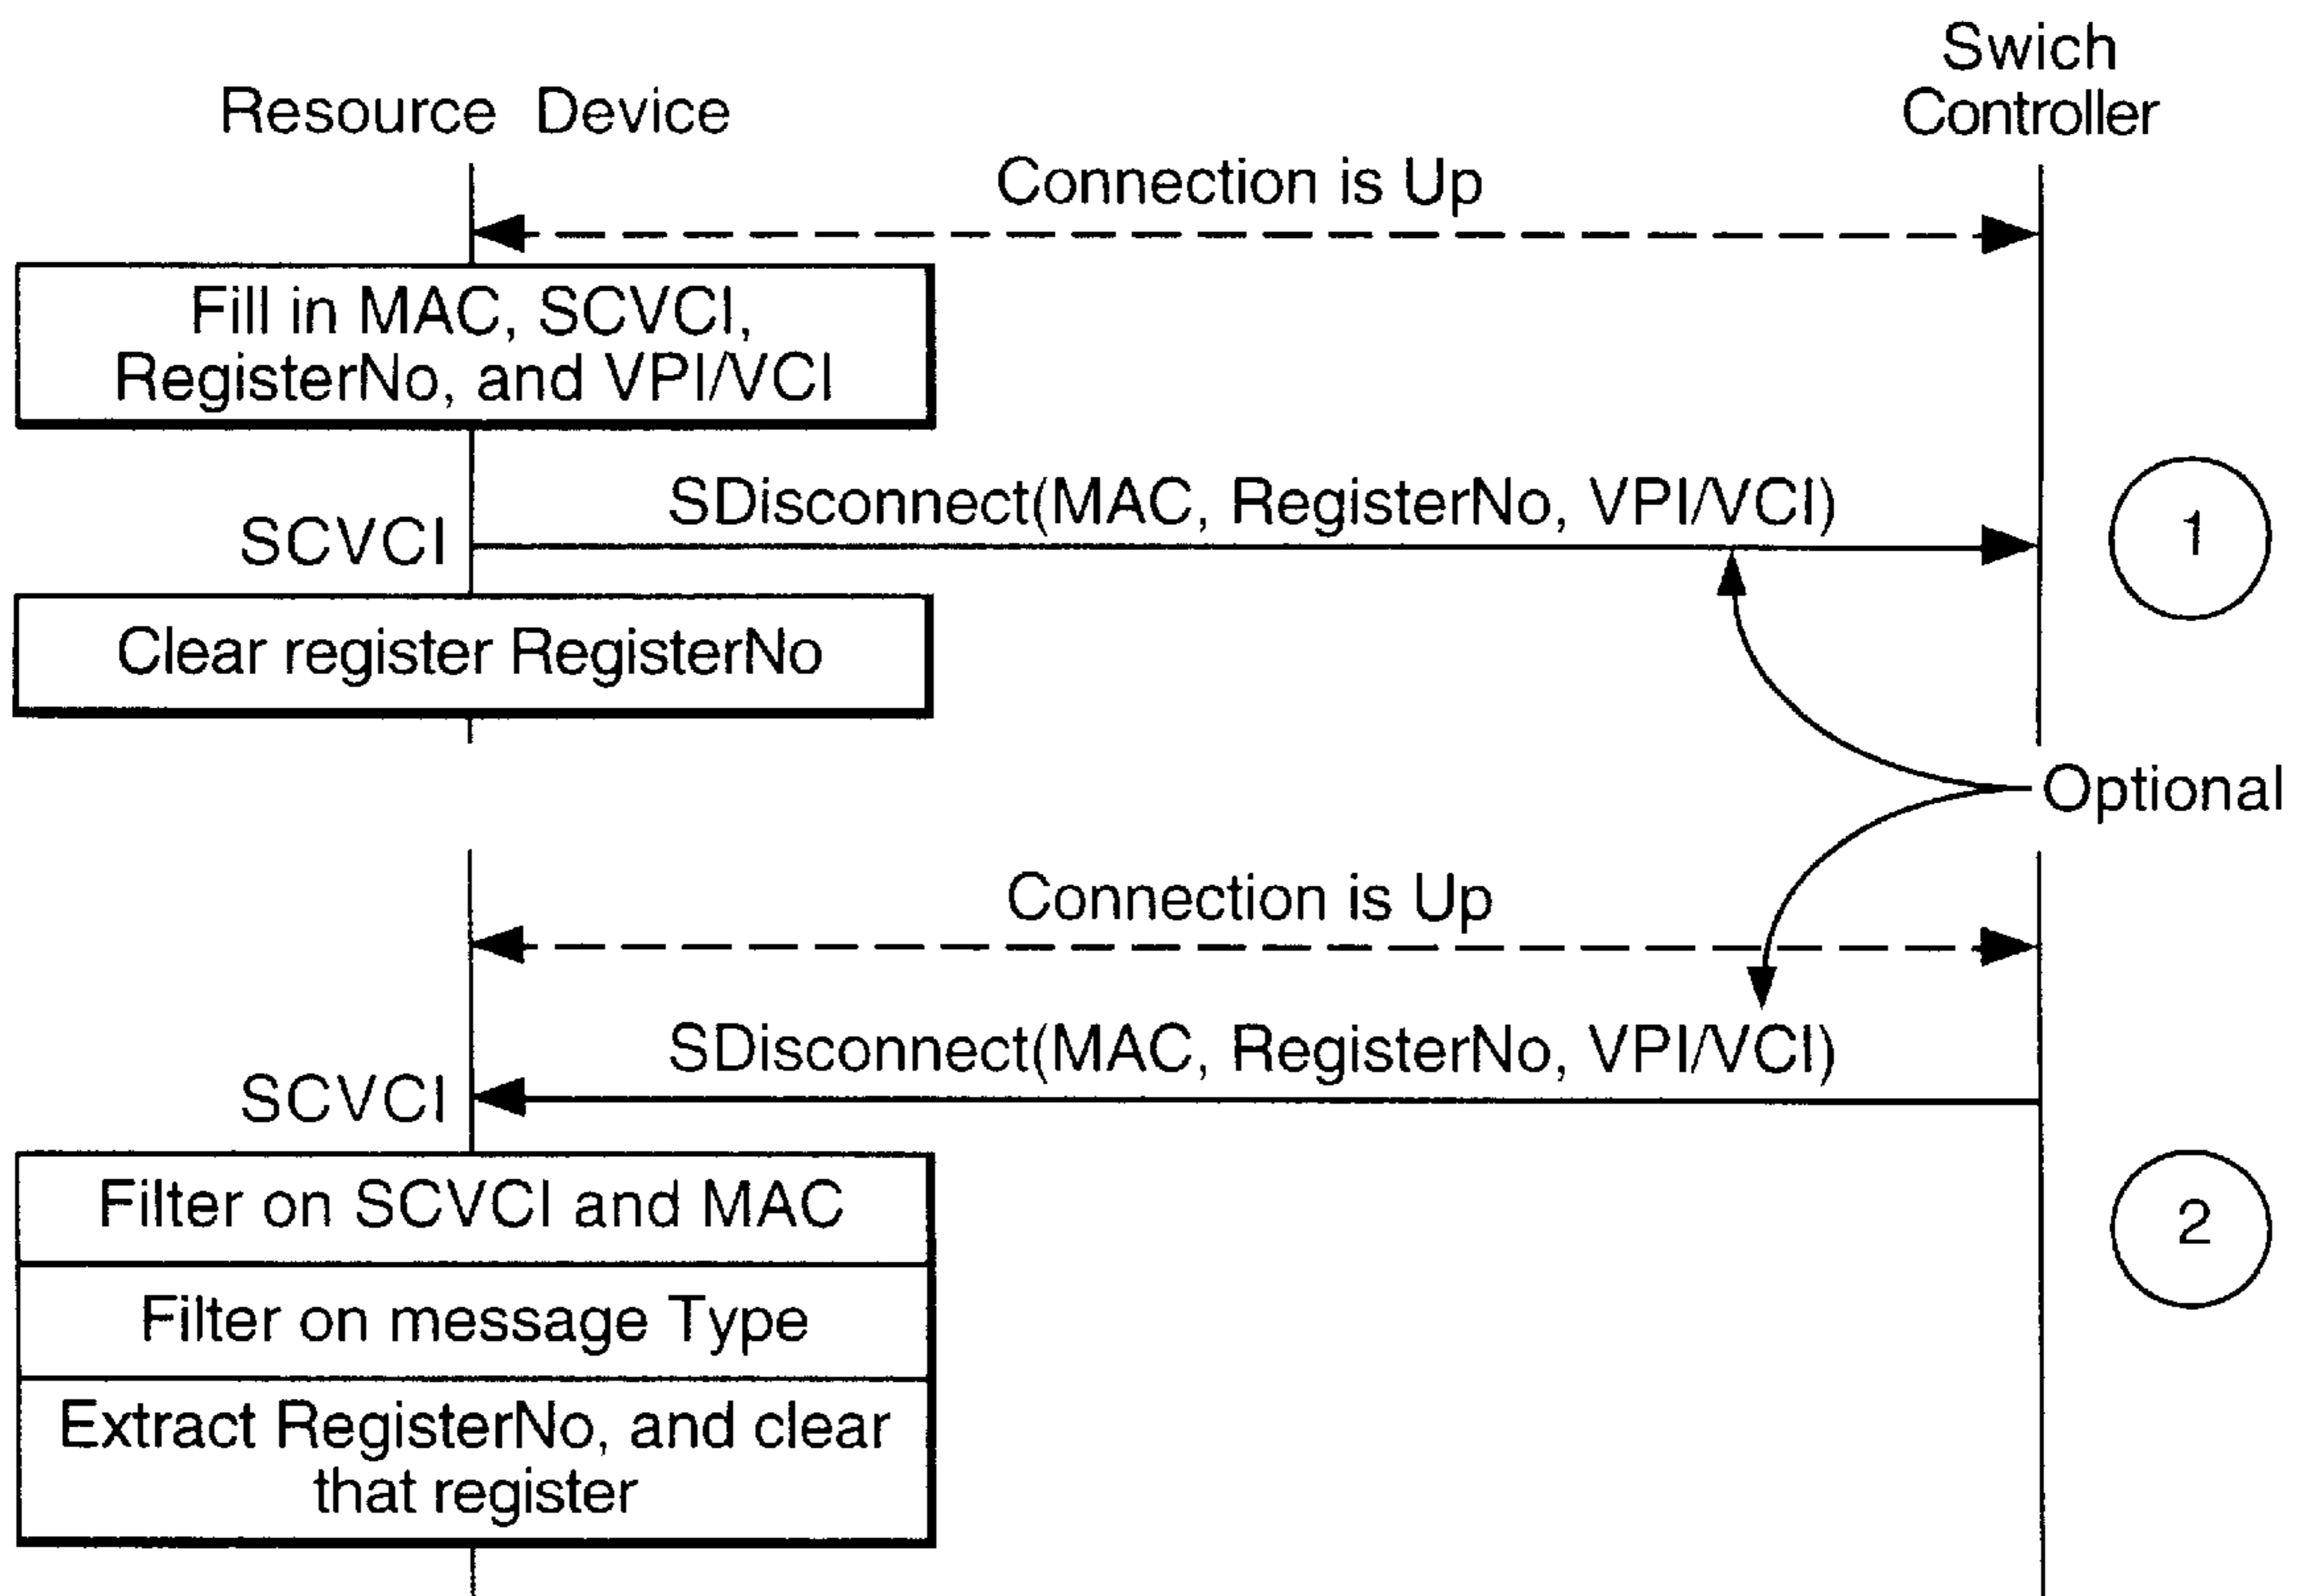 Swich
Controller
Resource Device
Connection is Up
Fill in MAC, SCVCI,
RegisterNo, and VPI/VCI
SDisconnect(MAC, RegisterNo, VPI/VCI)
SCVCI
1
Clear register RegisterNo
Optional
Connection is Up
SDisconnect(MAC, RegisterNo, VPI/VCI)
SCVCI
Filter on SCVCI and MAC
2
Filter on message Type
Extract RegisterNo, and clear
that register